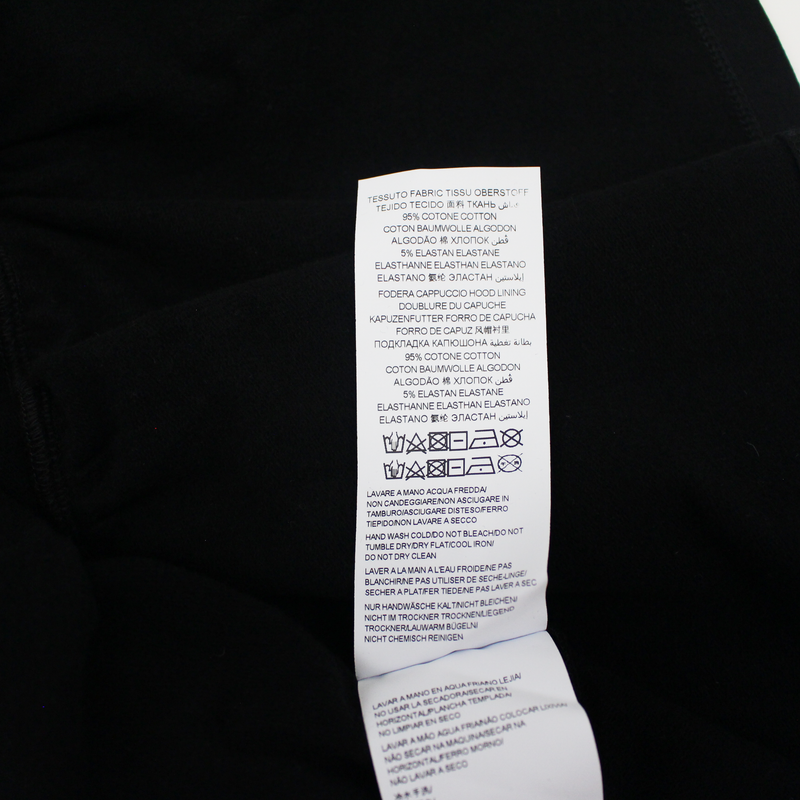 TESSUTO FABRIC TISSU OBERSTOFF
TEJIDO TECIDO 面料 ТКАНЬ قماش
95% COTONE COTTON
COTON BAUMWOLLE ALGODON
ALGODÃO 棉 ХЛОПОК قُطن
5% ELASTAN ELASTANE
ELASTHANNE ELASTHAN ELASTANO
ELASTANO 氨纶 ЭЛАСТАН إيلاستين
FODERA CAPPUCCIO HOOD LINING
DOUBLURE DU CAPUCHE
KAPUZENFUTTER FORRO DE CAPUCHA
FORRO DE CAPUZ 风帽衬里
ПОДКЛАДКА КАПЮШОНА بطانة تغطية
95% COTONE COTTON
COTON BAUMWOLLE ALGODON
ALGODÃO 棉 ХЛОПОК قُطن
5% ELASTAN ELASTANE
ELASTHANNE ELASTHAN ELASTANO
ELASTANO 氨纶 ЭЛАСТАН إيلاستين
LAVARE A MANO ACQUA FREDDA/
NON CANDEGGIARE/NON ASCIUGARE IN
TAMBURO/ASCIUGARE DISTESO/FERRO
TIEPIDO/NON LAVARE A SECCO
HAND WASH COLD/DO NOT BLEACH/DO NOT
TUMBLE DRY/DRY FLAT/COOL IRON/
DO NOT DRY CLEAN
LAVER A LA MAIN A L'EAU FROIDE/NE PAS
BLANCHIR/NE PAS UTILISER DE SECHE-LINGE/
SECHER A PLAT/FER TIEDE/NE PAS LAVER A SEC
NUR HANDWÄSCHE KALT/NICHT BLEICHEN/
NICHT IM TROCKNER TROCKNEN/LIEGEND
TROCKNER/LAUWARM BÜGELN/
NICHT CHEMISCH REINIGEN
LAVAR A MANO EN AQUA FRIA/NO LEJIA/
NO USAR LA SECADORA/SECAR EN
HORIZONTAL/PLANCHA TEMPLADA/
NO LIMPIAR EN SECO
LAVAR A MÃO AGUA FRIA/NÃO COLOCAR
NÃO SECAR NA MAQUINA/SECAR NA
HORIZONTAL/FERRO MORNO/
NÃO LAVAR A SECO